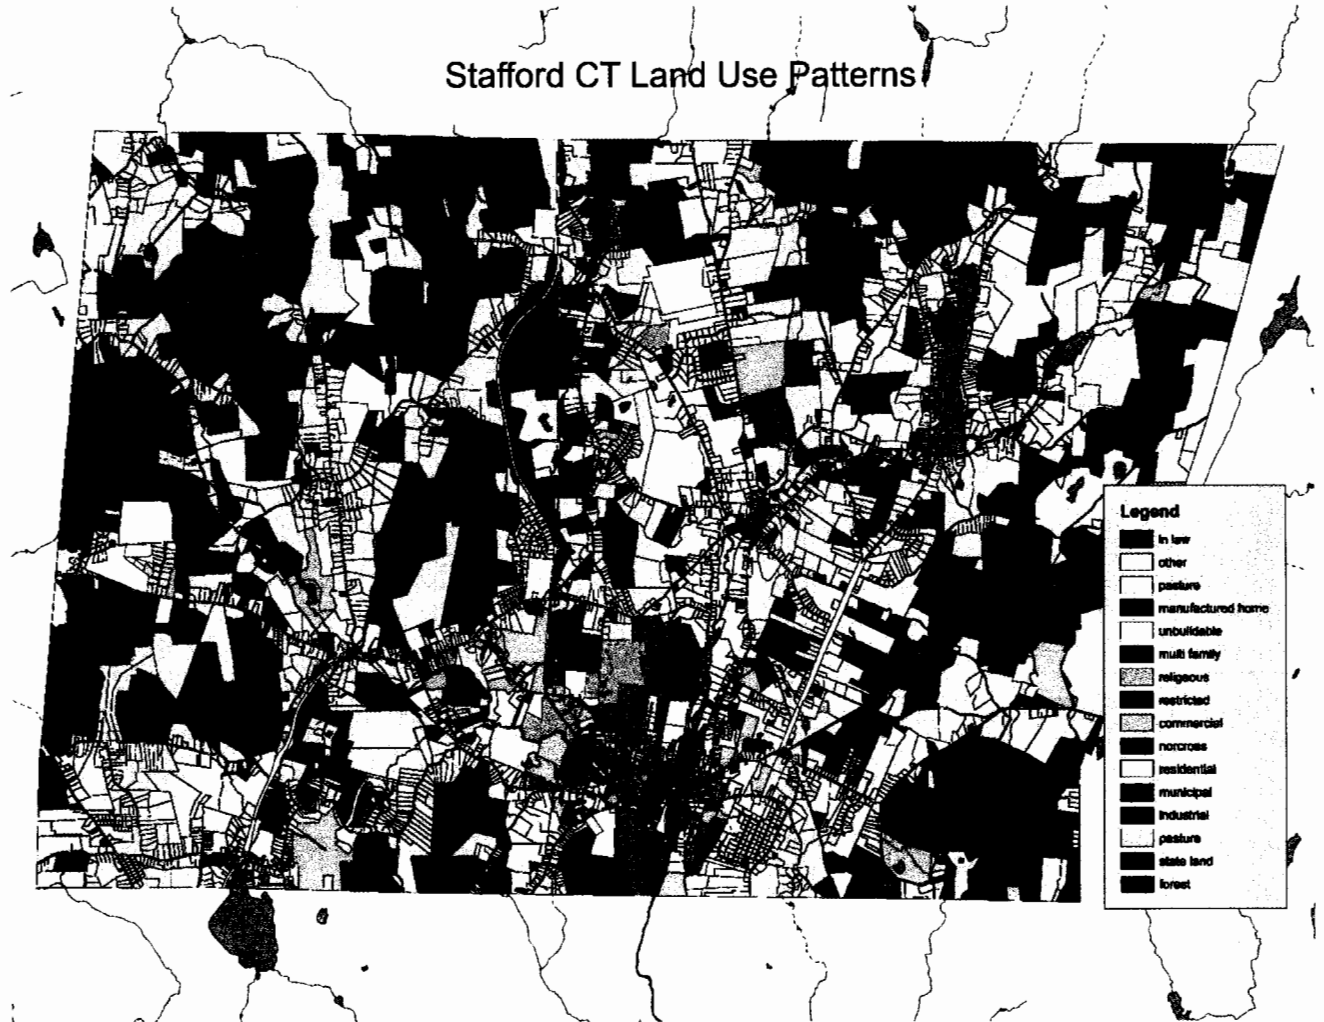 Stafford CT Land Use Patterns
Legend
in law
other
pasture
manufactured home
unbuildable
multi family
religeous
restricted
commercial
norcross
residential
municipal
industrial
pasture
state land
forest